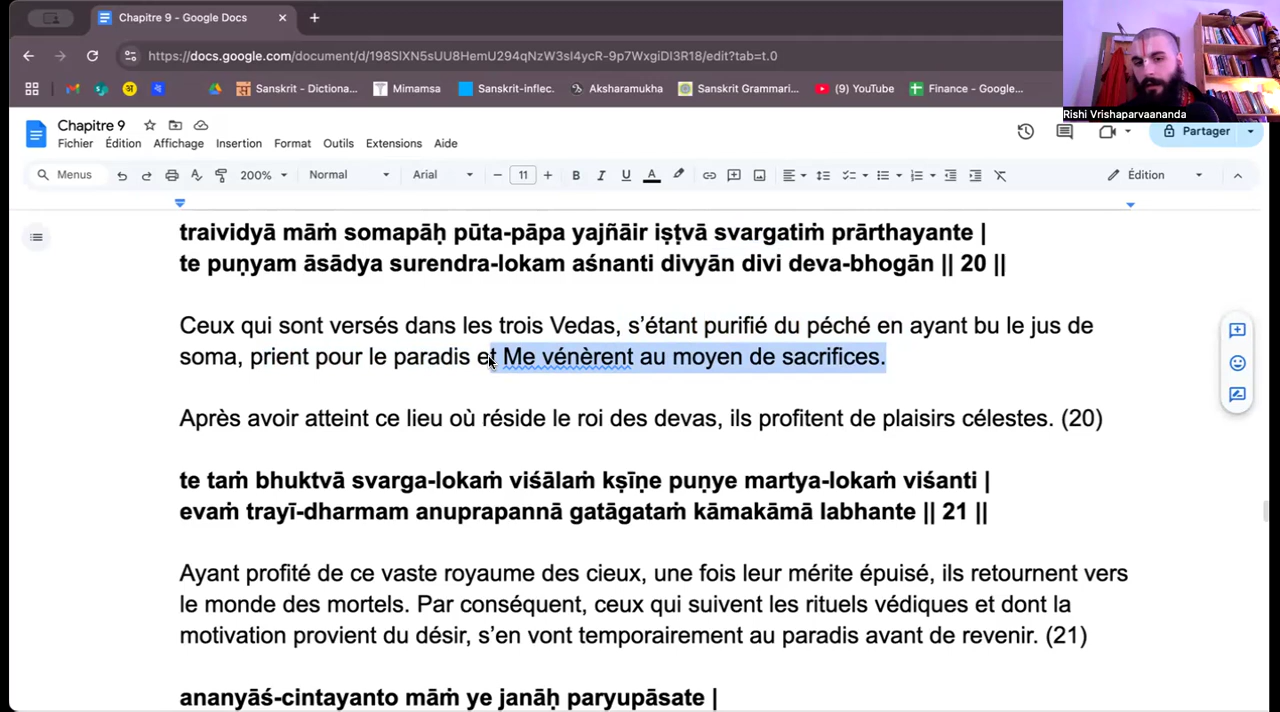 Chapitre 9 - Google Docs
https://docs.google.com/document/d/198SlXN5sUU8HemU294qNzW3sI4ycR-9p7WxgiDI3R18/edit?tab=t.0
Sanskrit - Dictiona... Mimamsa Sanskrit-inflec. Aksharamukha Sanskrit Grammari... (9) YouTube Finance - Google...
Rishi Vrishaparvaananda
Chapitre 9
Partager
Fichier Édition Affichage Insertion Format Outils Extensions Aide
Menus 200% Normal Arial 11 Édition
traividyā māṁ somapāḥ pūta-pāpa yajñāir iṣṭvā svargatiṁ prārthayante |
te puṇyam āsādya surendra-lokam aśnanti divyān divi deva-bhogān || 20 ||
Ceux qui sont versés dans les trois Vedas, s’étant purifié du péché en ayant bu le jus de
soma, prient pour le paradis et Me vénèrent au moyen de sacrifices.
Après avoir atteint ce lieu où réside le roi des devas, ils profitent de plaisirs célestes. (20)
te taṁ bhuktvā svarga-lokaṁ viśālaṁ kṣīṇe puṇye martya-lokaṁ viśanti |
evaṁ trayī-dharmam anuprapannā gatāgataṁ kāmakāmā labhante || 21 ||
Ayant profité de ce vaste royaume des cieux, une fois leur mérite épuisé, ils retournent vers
le monde des mortels. Par conséquent, ceux qui suivent les rituels védiques et dont la
motivation provient du désir, s’en vont temporairement au paradis avant de revenir. (21)
ananyāś-cintayanto māṁ ye janāḥ paryupāsate |